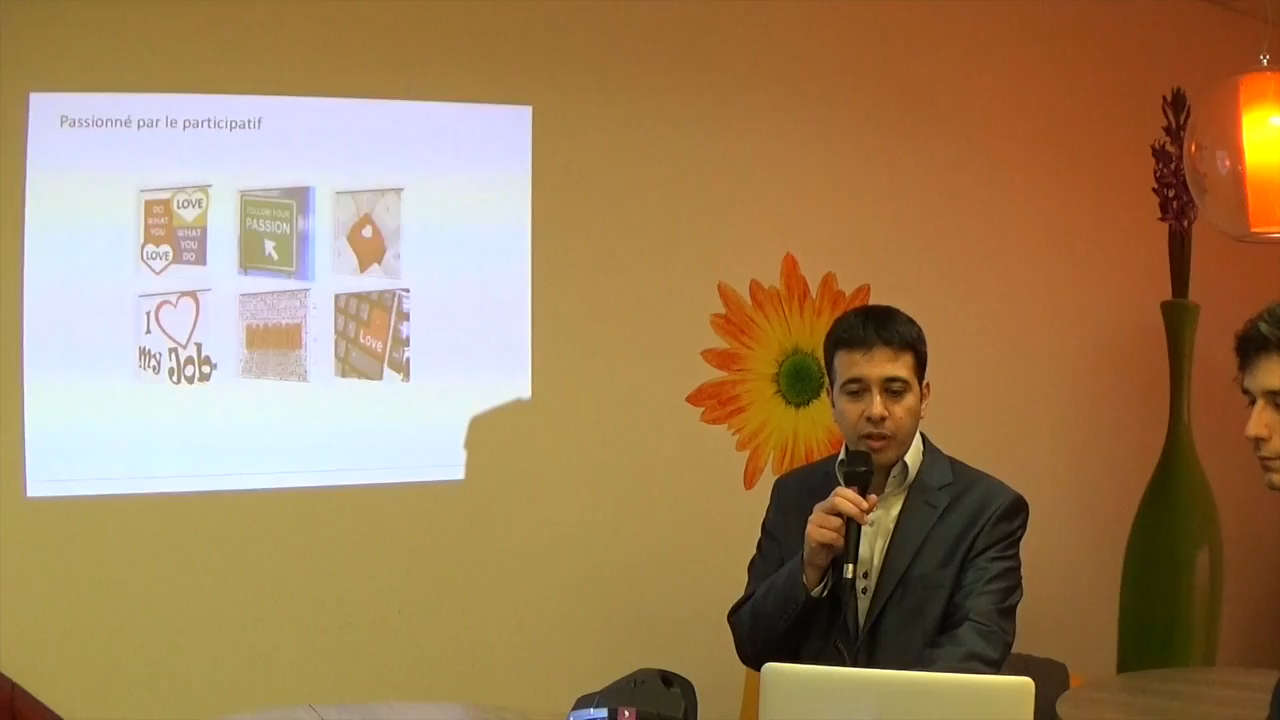 Passionné par le participatif
DO
WHAT
YOU
LOVE
LOVE
WHAT
YOU
DO
FOLLOW YOUR
PASSION
I
my Job
Love